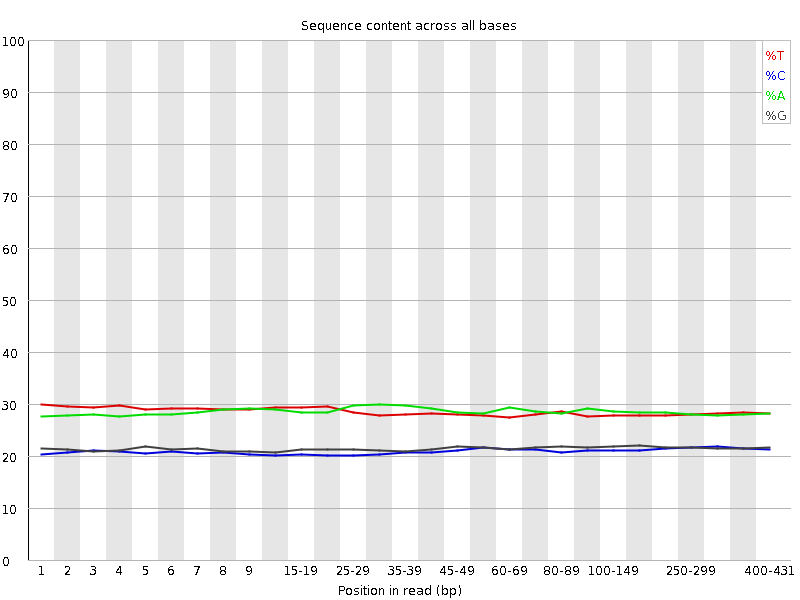 Sequence content across all bases
%T
%C
%A
%G
100
90
80
70
60
50
40
30
20
10
0
1 2 3 4 5 6 7 8 9 15-19 25-29 35-39 45-49 60-69 80-89 100-149 250-299 400-431
Position in read (bp)